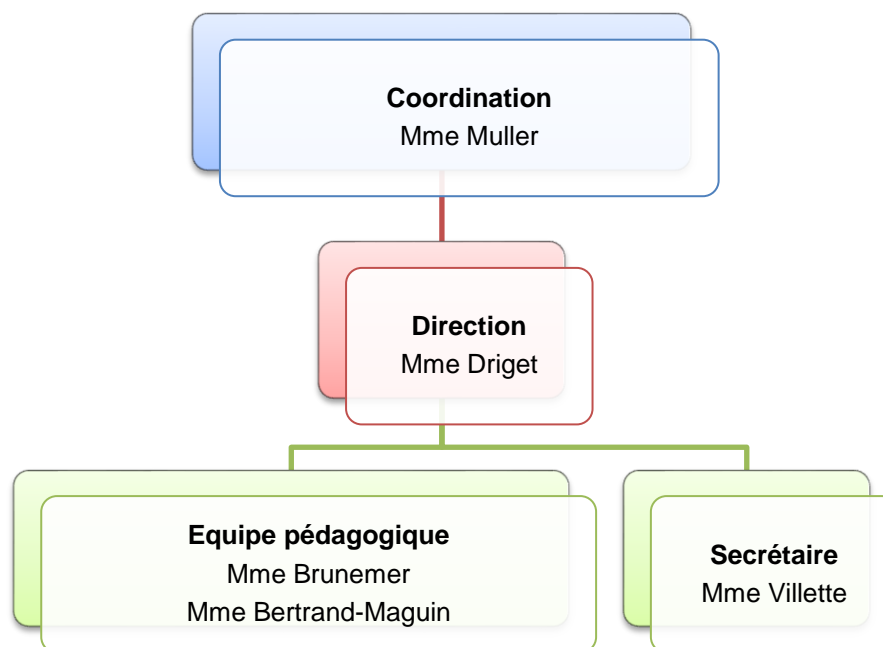 Coordination
Mme Muller
Direction
Mme Driget
Equipe pédagogique
Mme Brunemer
Mme Bertrand-Maguin
Secrétaire
Mme Villette